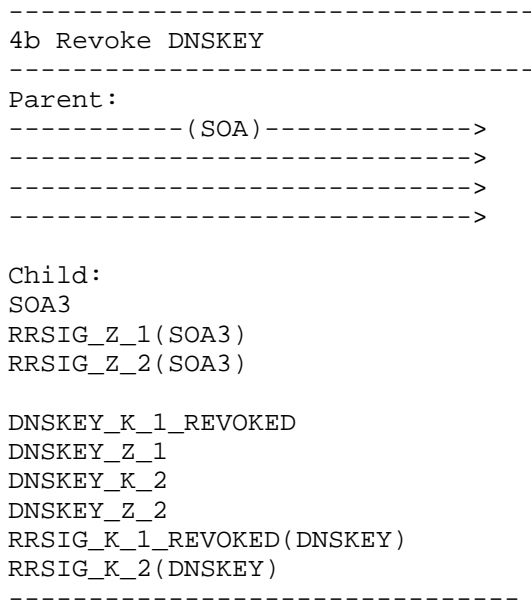 ---------------------------------
4b Revoke DNSKEY
---------------------------------
Parent:
-----------(SOA)------------->
----------------------------->
----------------------------->
----------------------------->
Child:
SOA3
RRSIG_Z_1(SOA3)
RRSIG_Z_2(SOA3)
DNSKEY_K_1_REVOKED
DNSKEY_Z_1
DNSKEY_K_2
DNSKEY_Z_2
RRSIG_K_1_REVOKED(DNSKEY)
RRSIG_K_2(DNSKEY)
--------------------------------